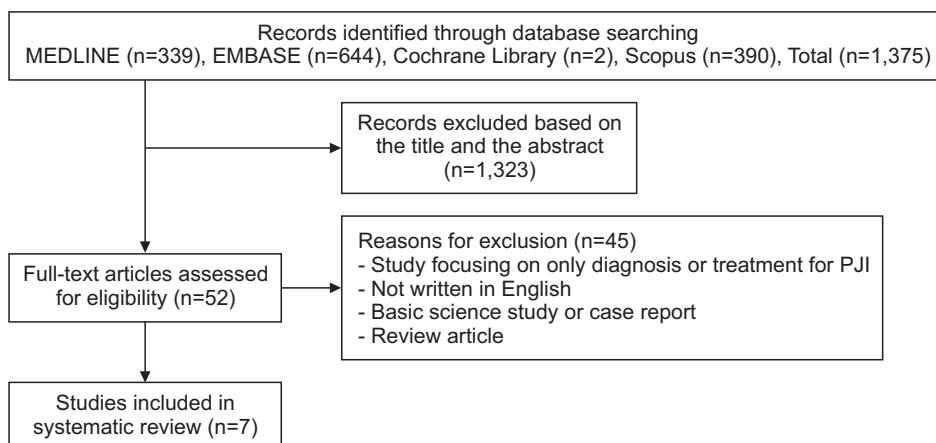 Records identified through database searching
MEDLINE (n=339), EMBASE (n=644), Cochrane Library (n=2), Scopus (n=390), Total (n=1,375)
Records excluded based on
the title and the abstract
(n=1,323)
Full-text articles assessed
for eligibility (n=52)
Reasons for exclusion (n=45)
- Study focusing on only diagnosis or treatment for PJI
- Not written in English
- Basic science study or case report
- Review article
Studies included in
systematic review
(n=7)